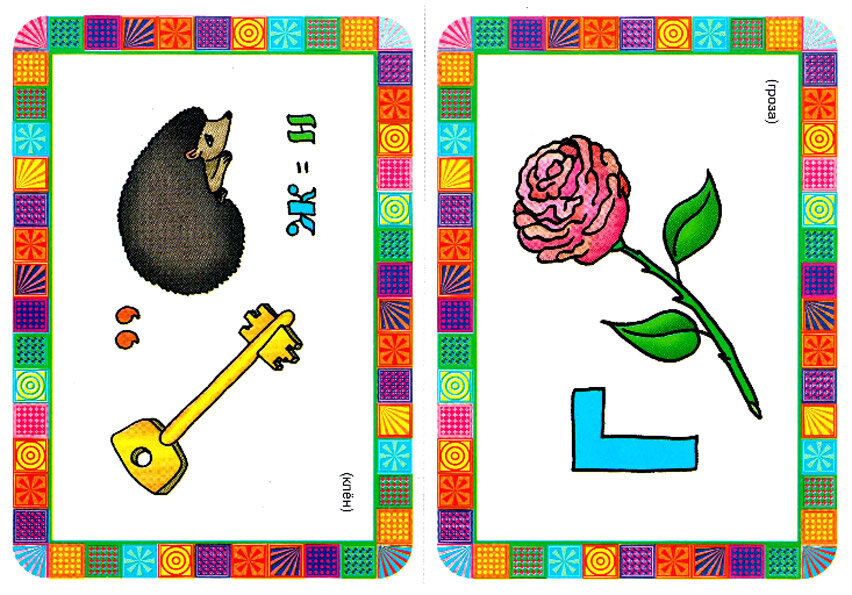 ,,
Ж = Н
(клён)
Г
(гроза)